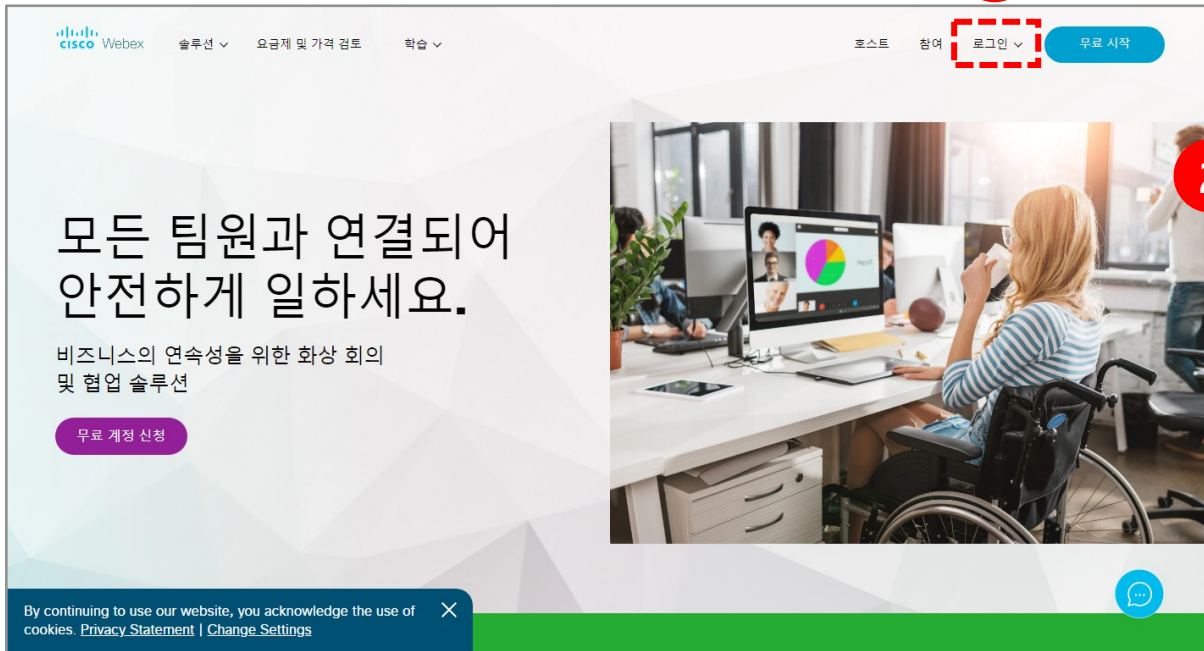 cisco Webex 솔루션 요금제 및 가격 검토 학습 호스트 참여 로그인 무료 시작
모든 팀원과 연결되어
안전하게 일하세요.
비즈니스의 연속성을 위한 화상 회의
및 협업 솔루션
무료 계정 신청
By continuing to use our website, you acknowledge the use of
cookies. Privacy Statement | Change Settings